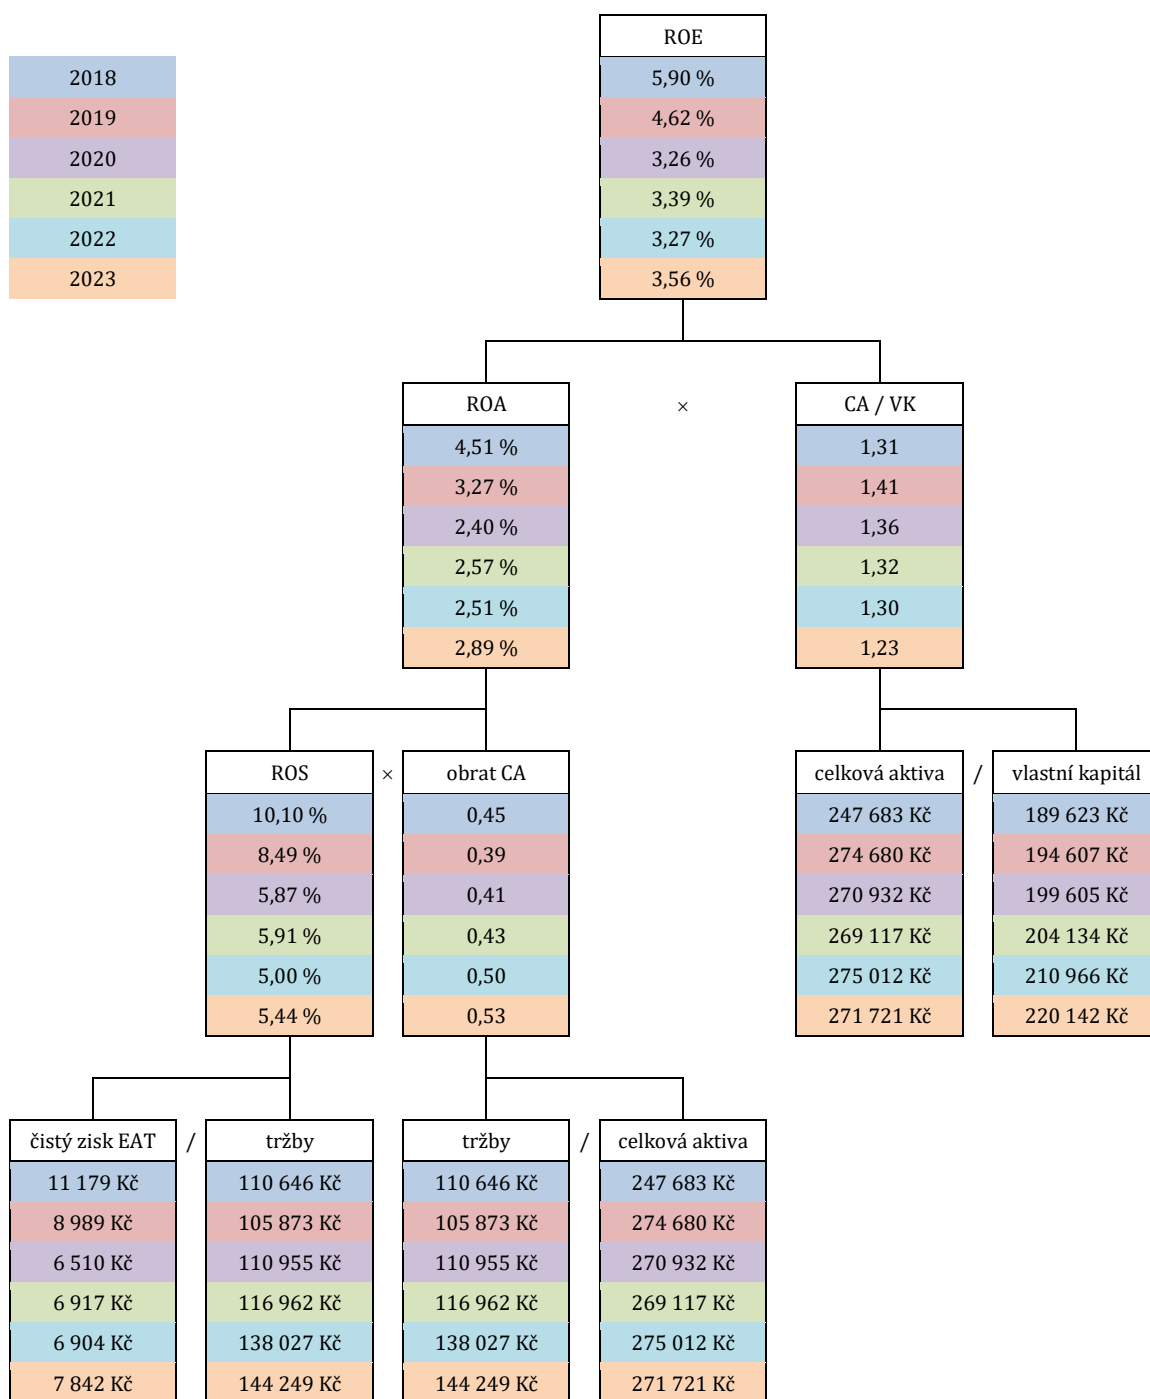 ROE
2018 5,90 %
2019 4,62 %
2020 3,26 %
2021 3,39 %
2022 3,27 %
2023 3,56 %
ROA × CA / VK
4,51 % 1,31
3,27 % 1,41
2,40 % 1,36
2,57 % 1,32
2,51 % 1,30
2,89 % 1,23
ROS × obrat CA celková aktiva / vlastní kapitál
10,10 % 0,45 247 683 Kč 189 623 Kč
8,49 % 0,39 274 680 Kč 194 607 Kč
5,87 % 0,41 270 932 Kč 199 605 Kč
5,91 % 0,43 269 117 Kč 204 134 Kč
5,00 % 0,50 275 012 Kč 210 966 Kč
5,44 % 0,53 271 721 Kč 220 142 Kč
čistý zisk EAT / tržby tržby / celková aktiva
11 179 Kč 110 646 Kč 110 646 Kč 247 683 Kč
8 989 Kč 105 873 Kč 105 873 Kč 274 680 Kč
6 510 Kč 110 955 Kč 110 955 Kč 270 932 Kč
6 917 Kč 116 962 Kč 116 962 Kč 269 117 Kč
6 904 Kč 138 027 Kč 138 027 Kč 275 012 Kč
7 842 Kč 144 249 Kč 144 249 Kč 271 721 Kč